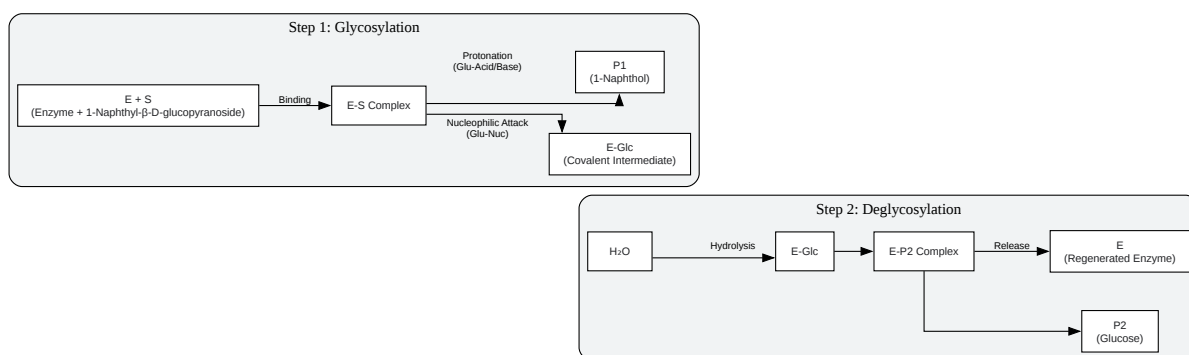 Step 1: Glycosylation
Protonation
(Glu-Acid/Base)
P1
(1-Naphthol)
E + S
(Enzyme + 1-Naphthyl-β-D-glucopyranoside)
Binding
E-S Complex
Nucleophilic Attack
(Glu-Nuc)
E-Glc
(Covalent Intermediate)
Step 2: Deglycosylation
H₂O
Hydrolysis
E-Glc
E-P2 Complex
Release
E
(Regenerated Enzyme)
P2
(Glucose)